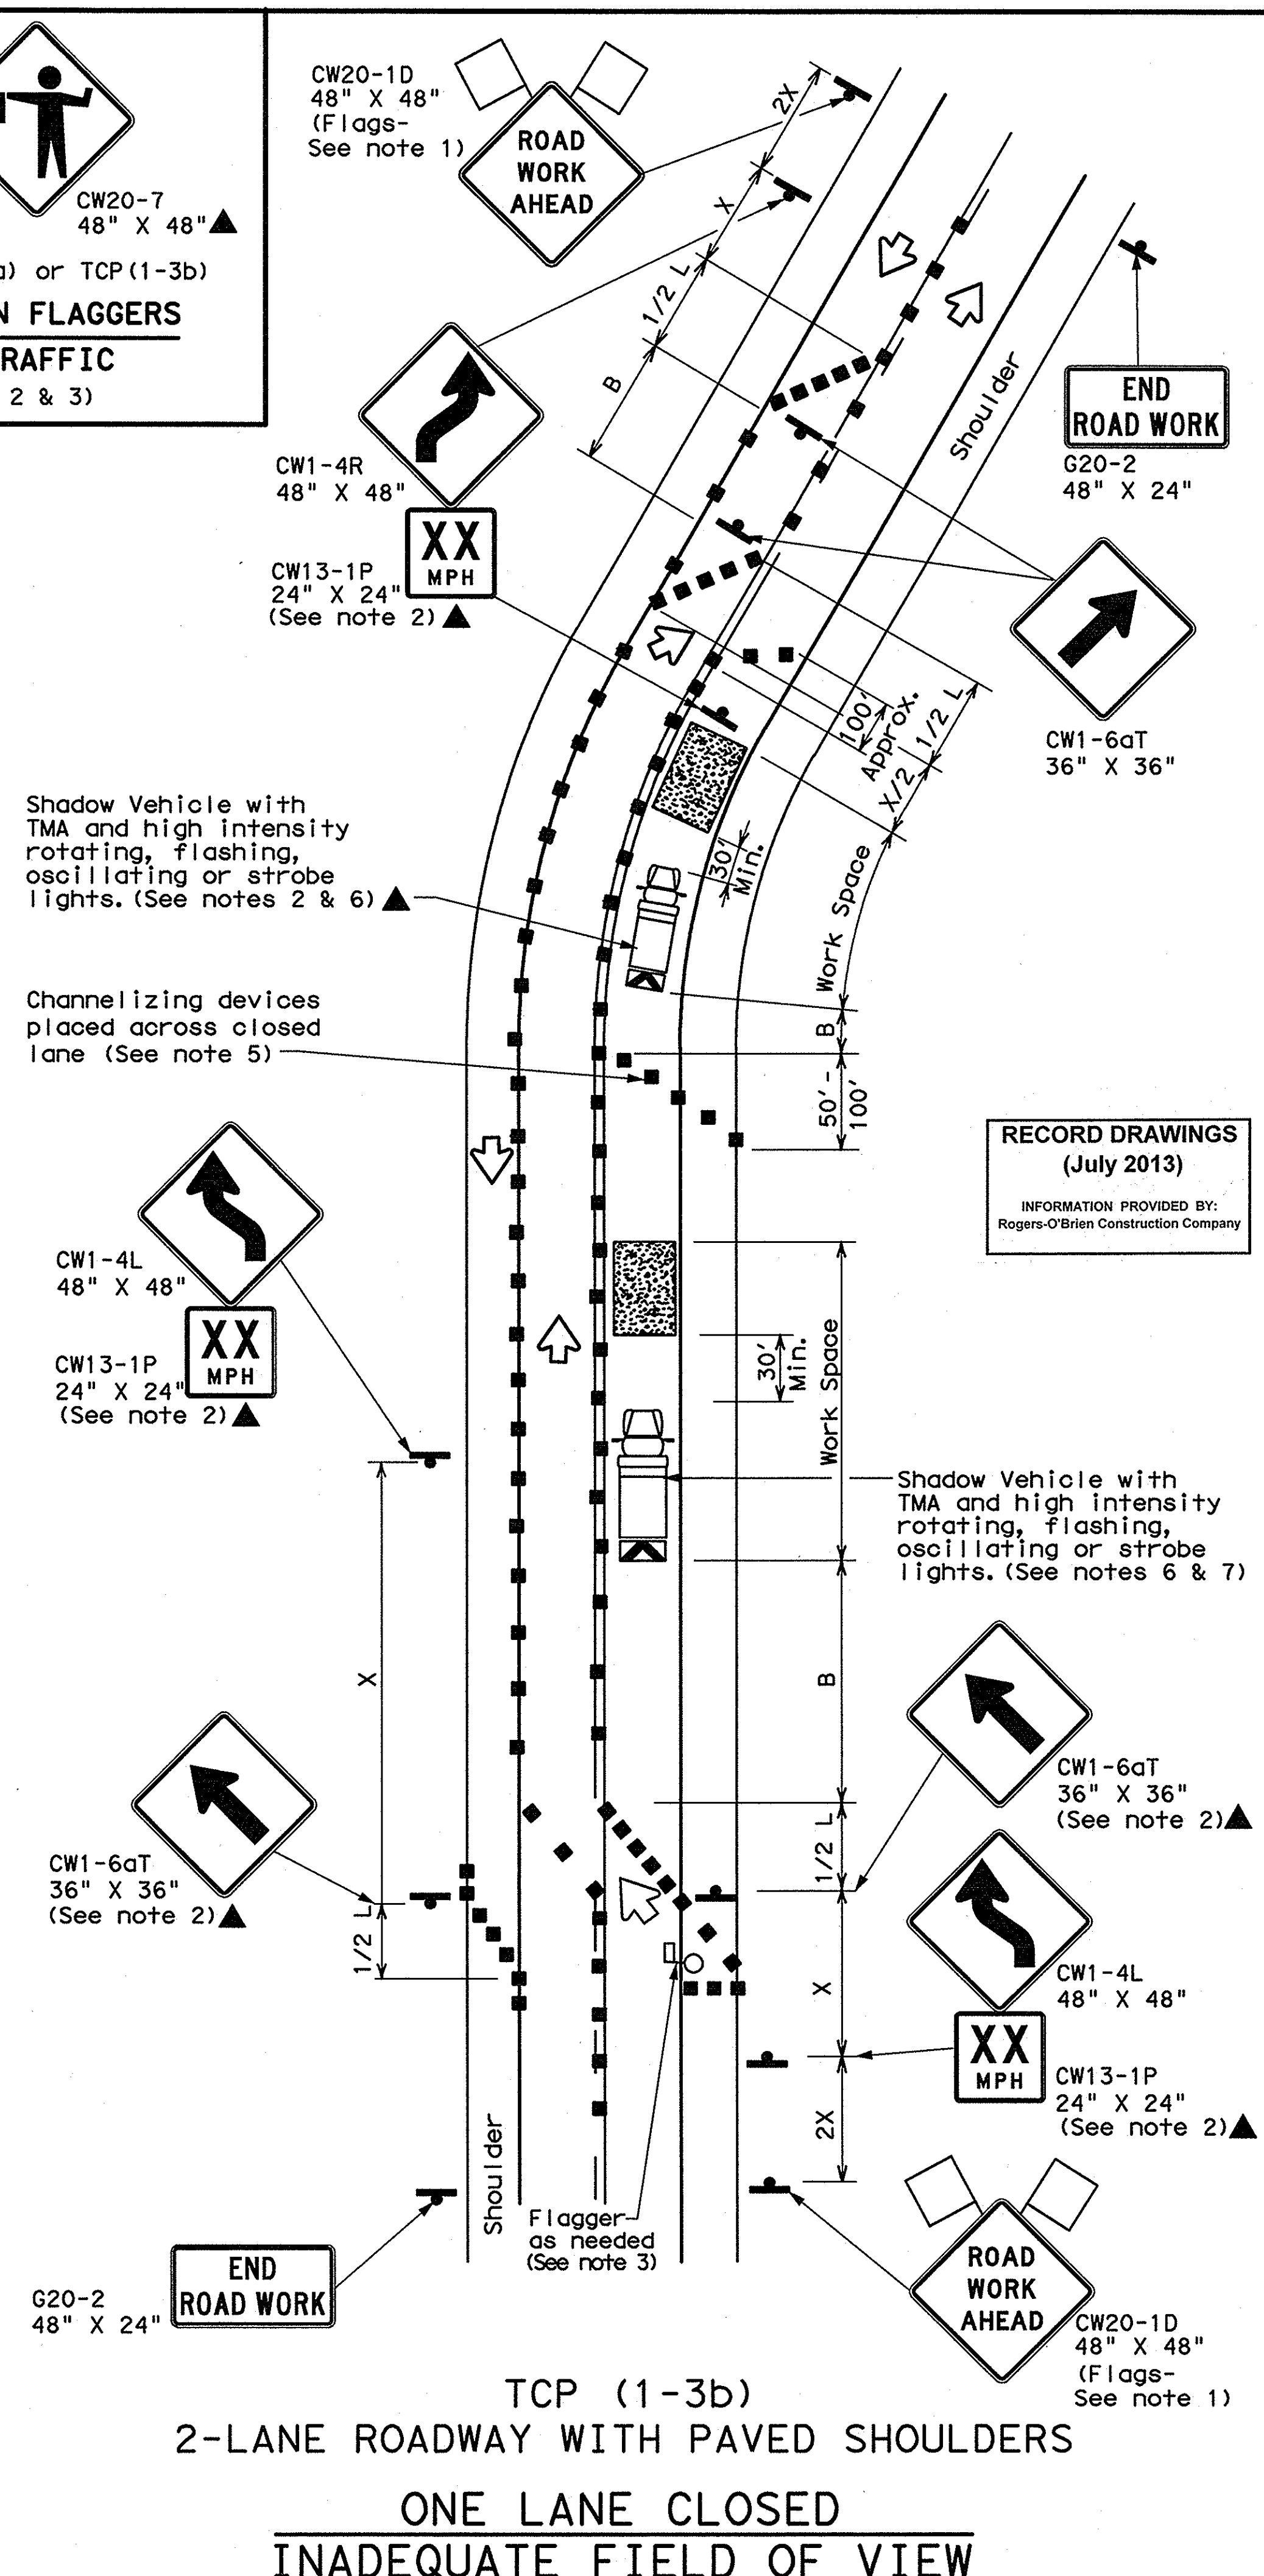 CW20-7
48" X 48"
a) or TCP(1-3b)
N FLAGGERS
RAFFIC
2 & 3)
CW20-1D
48" X 48"
(Flags-
See note 1)
ROAD
WORK
AHEAD
2X
X
1/2 L
B
CW1-4R
48" X 48"
XX
MPH
CW13-1P
24" X 24"
(See note 2)
Shoulder
END
ROAD WORK
G20-2
48" X 24"
CW1-6aT
36" X 36"
100'
Approx.
1/2 L
X/2
Shadow Vehicle with
TMA and high intensity
rotating, flashing,
oscillating or strobe
lights. (See notes 2 & 6)
30'
Min.
Work Space
B
50' -
100'
Channelizing devices
placed across closed
lane (See note 5)
RECORD DRAWINGS
(July 2013)
INFORMATION PROVIDED BY:
Rogers-O'Brien Construction Company
CW1-4L
48" X 48"
XX
MPH
CW13-1P
24" X 24"
(See note 2)
30'
Min.
Work Space
Shadow Vehicle with
TMA and high intensity
rotating, flashing,
oscillating or strobe
lights. (See notes 6 & 7)
X
B
CW1-6aT
36" X 36"
(See note 2)
1/2 L
CW1-6aT
36" X 36"
(See note 2)
1/2 L
X
CW1-4L
48" X 48"
XX
MPH
CW13-1P
24" X 24"
(See note 2)
2X
Shoulder
Flagger
as needed
(See note 3)
END
ROAD WORK
G20-2
48" X 24"
ROAD
WORK
AHEAD
CW20-1D
48" X 48"
(Flags-
See note 1)
TCP (1-3b)
2-LANE ROADWAY WITH PAVED SHOULDERS
ONE LANE CLOSED
INADEQUATE FIELD OF VIEW